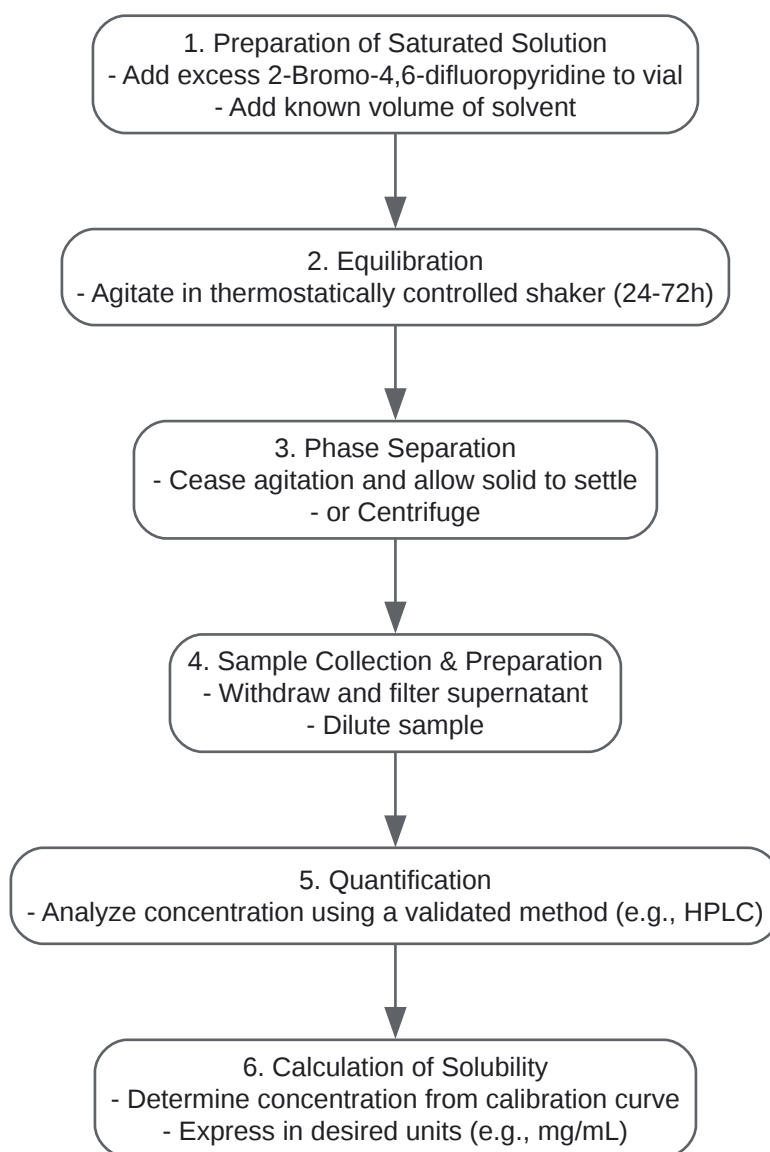 1. Preparation of Saturated Solution
- Add excess 2-Bromo-4,6-difluoropyridine to vial
- Add known volume of solvent
2. Equilibration
- Agitate in thermostatically controlled shaker (24-72h)
3. Phase Separation
- Cease agitation and allow solid to settle
- or Centrifuge
4. Sample Collection & Preparation
- Withdraw and filter supernatant
- Dilute sample
5. Quantification
- Analyze concentration using a validated method (e.g., HPLC)
6. Calculation of Solubility
- Determine concentration from calibration curve
- Express in desired units (e.g., mg/mL)